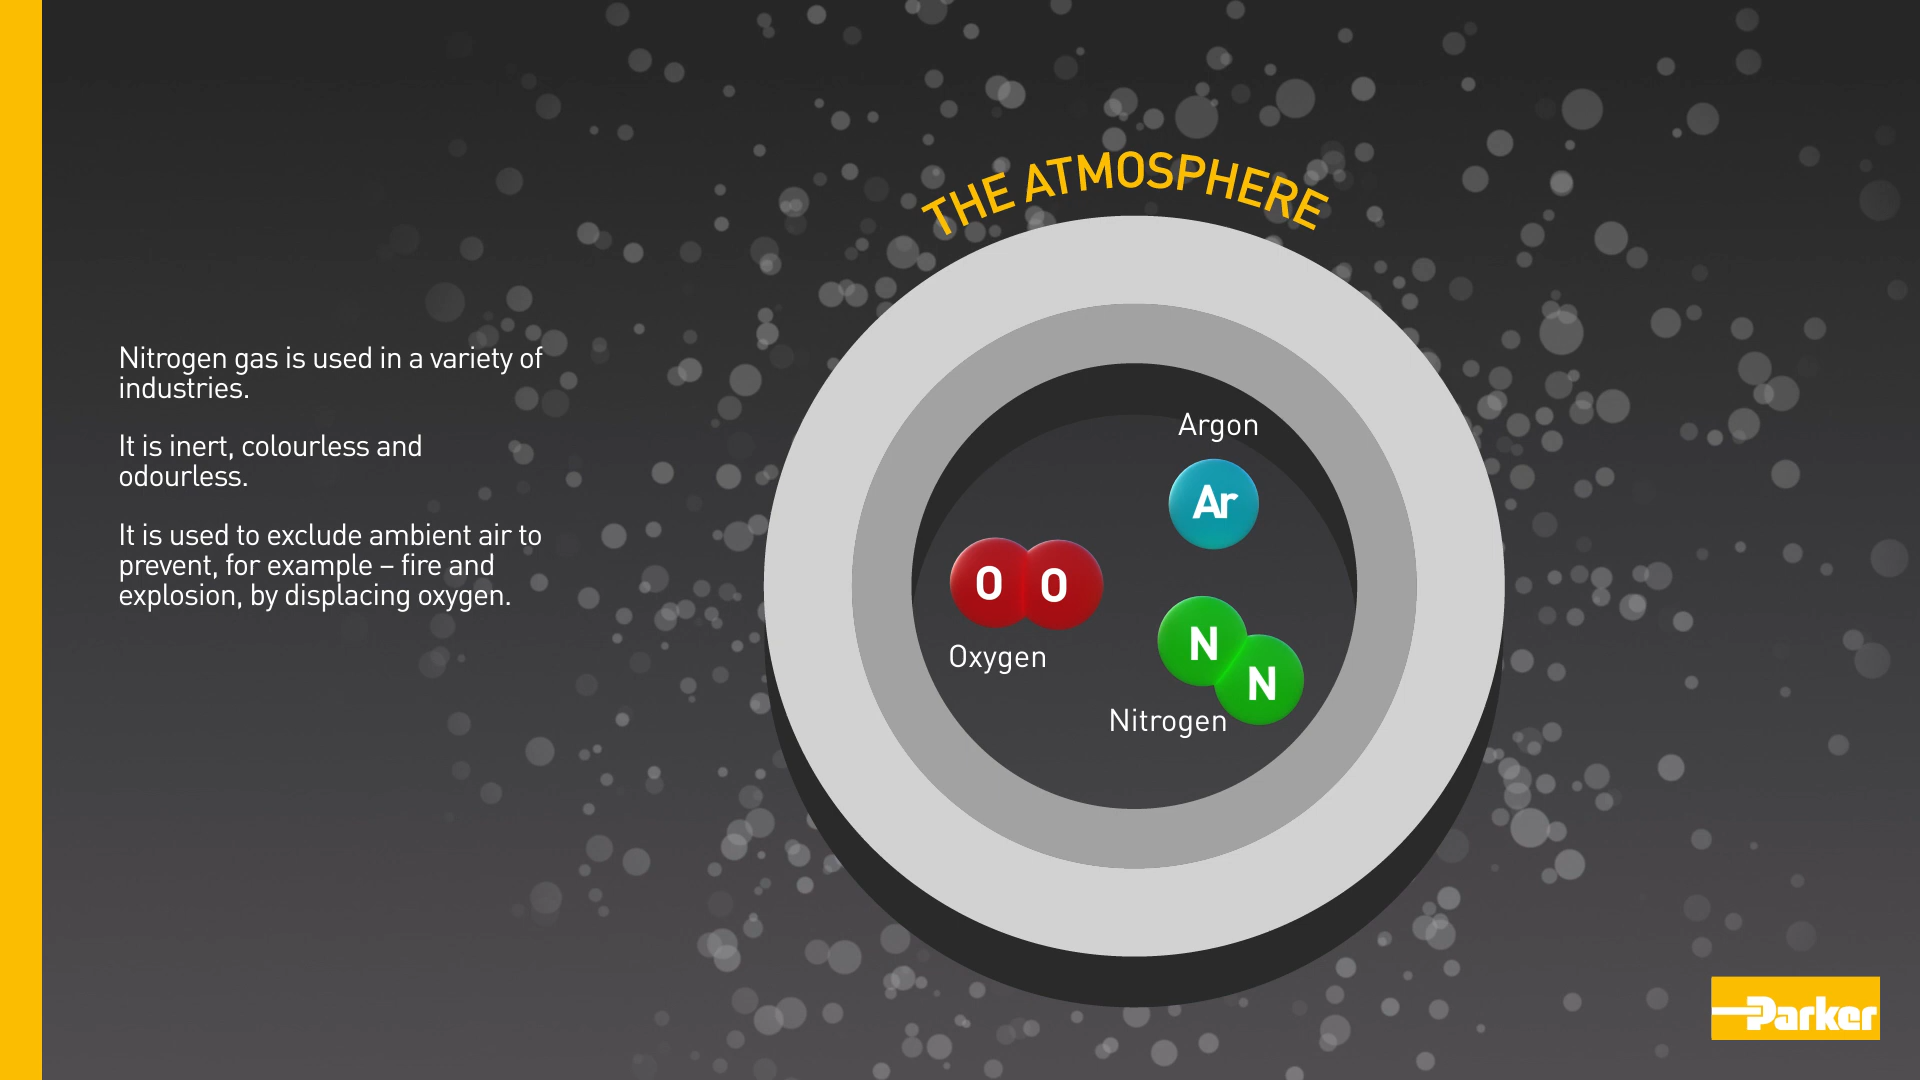 THE ATMOSPHERE
Nitrogen gas is used in a variety of
industries.
It is inert, colourless and
odourless.
It is used to exclude ambient air to
prevent, for example – fire and
explosion, by displacing oxygen.
Argon
Ar
O O
Oxygen
N
N
Nitrogen
Parker